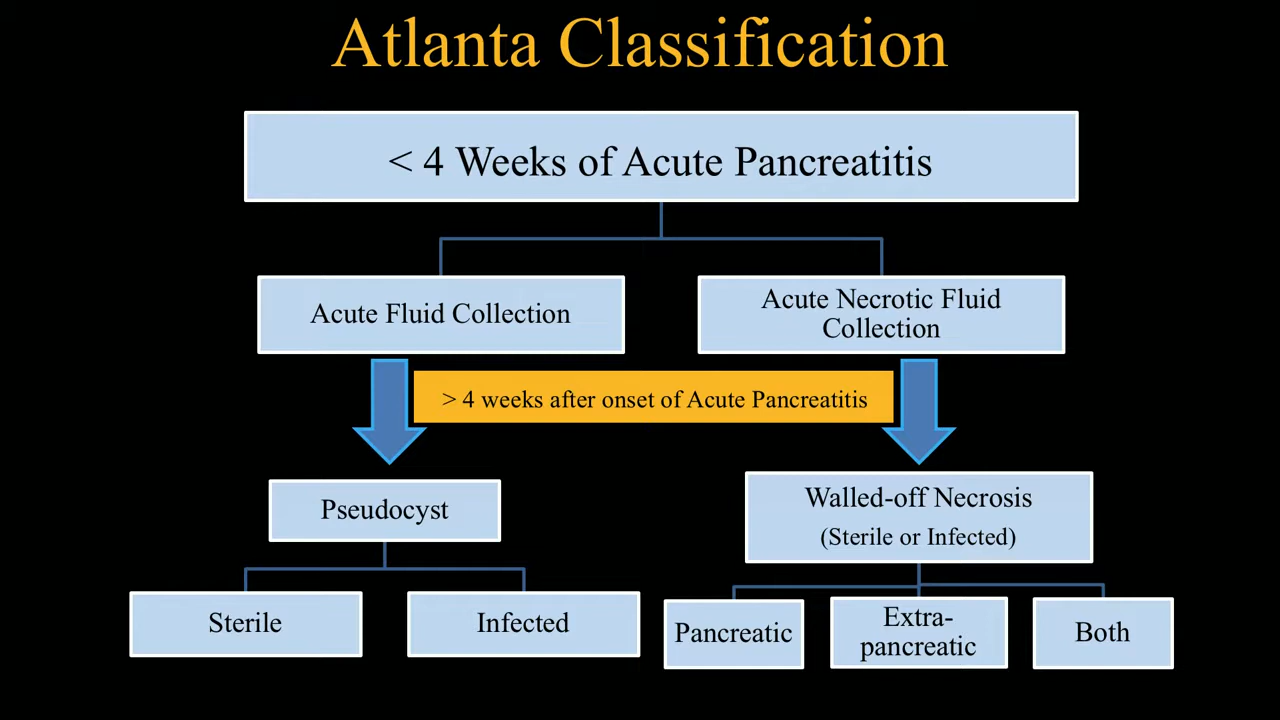 Atlanta Classification
< 4 Weeks of Acute Pancreatitis
Acute Fluid Collection
Acute Necrotic Fluid
Collection
> 4 weeks after onset of Acute Pancreatitis
Pseudocyst
Walled-off Necrosis
(Sterile or Infected)
Sterile
Infected
Pancreatic
Extra-
pancreatic
Both